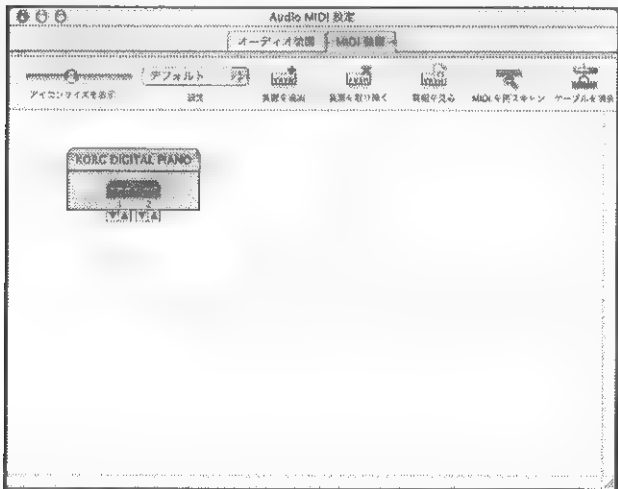 Audio MIDI 設定
オーディオ装置 MIDI 装置
デフォルト
アイコンサイズを表示 設定 装置を追加 装置を取り除く 情報を見る MIDI を再スキャン ケーブルを消去
KORG DIGITAL PIANO
1 2